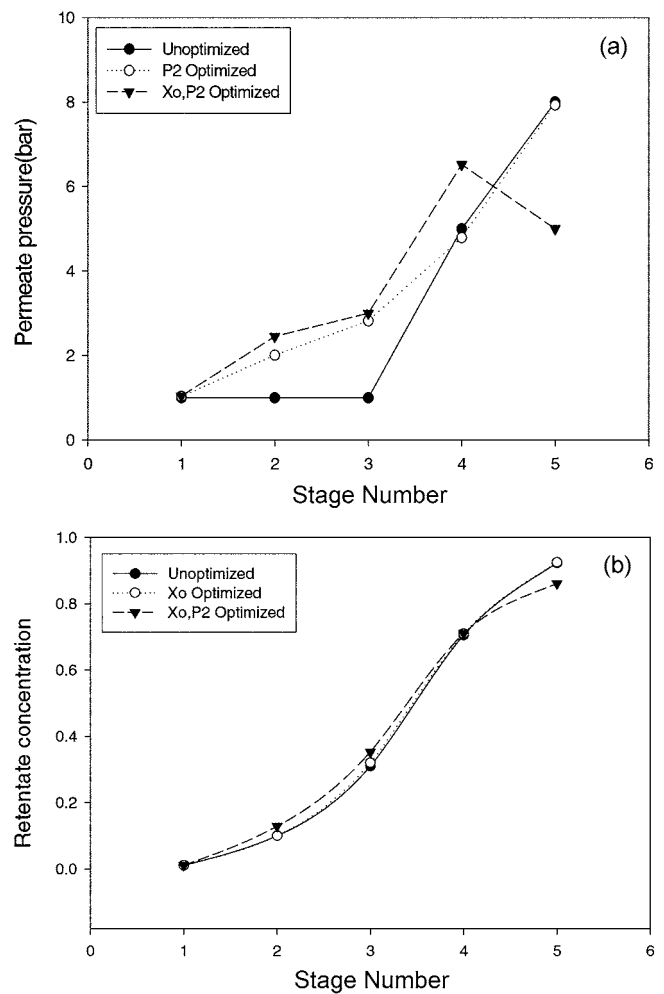 10
8
6
4
2
0
Permeate pressure(bar)
Unoptimized
P2 Optimized
Xo,P2 Optimized
(a)
0 1 2 3 4 5 6
Stage Number
1.0
0.8
0.6
0.4
0.2
0.0
Retentate concentration
Unoptimized
Xo Optimized
Xo,P2 Optimized
(b)
0 1 2 3 4 5 6
Stage Number